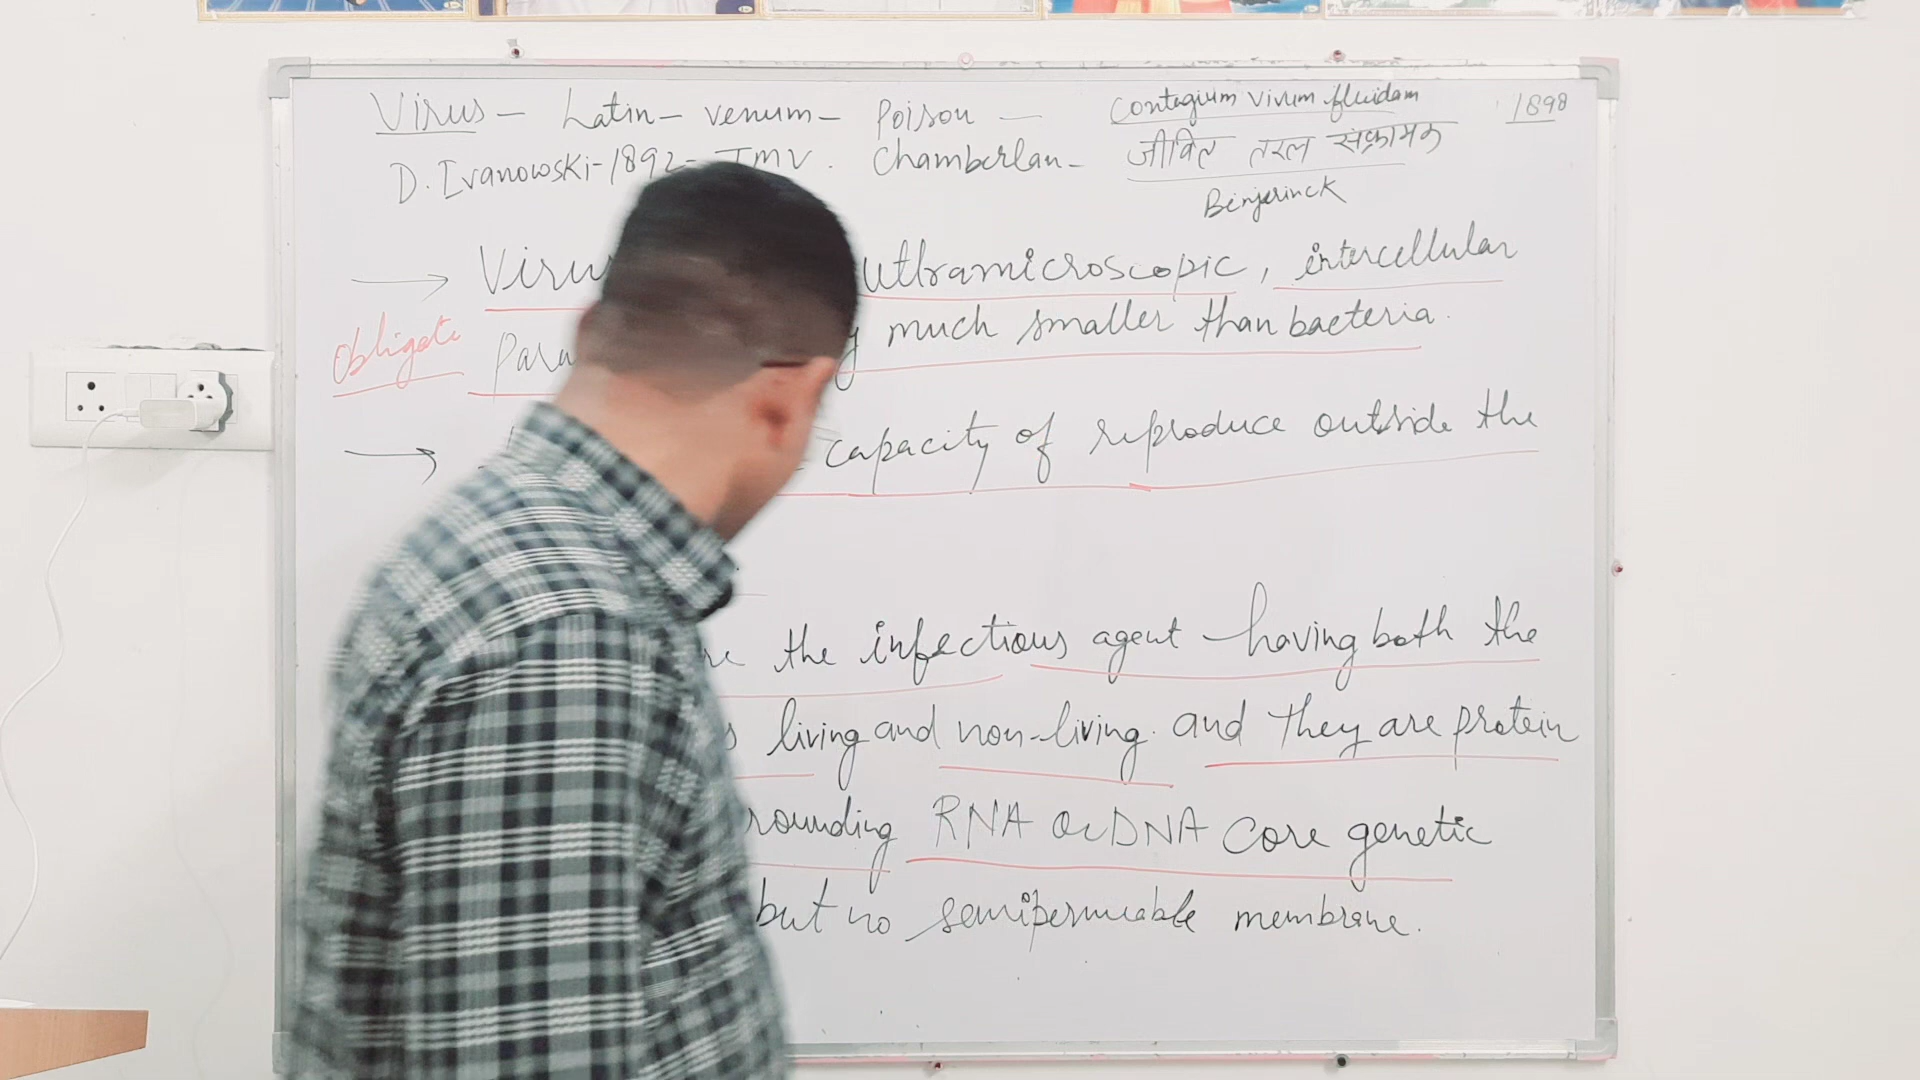 Virus - Latin - venum - Poison - Contagium vivum fluidam 1898
D. Ivanowski - 1892 - TMV. Chamberlan - जीवित तरल संक्रामक
Beinjerinck
→ Virus Ultramicroscopic, intercellular
Obligate Para much smaller than bacteria.
→ capacity of reproduce outside the
the infectious agent having both the
living and non-living. and they are protein
rounding RNA or DNA core genetic
but no semipermeable membrane.